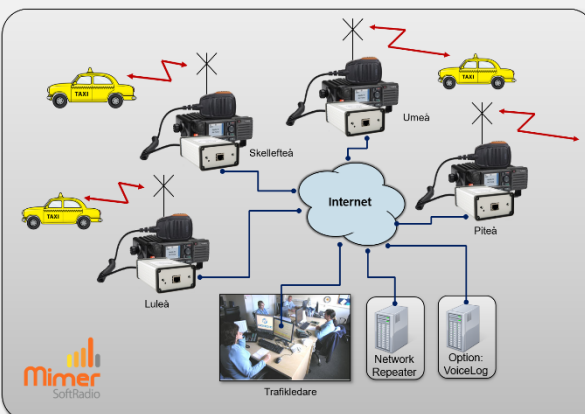 TAXI
TAXI
Umeå
Skellefteå
Internet
TAXI
Piteå
Luleå
Network
Repeater
Option:
VoiceLog
Trafikledare
Mimer
SoftRadio